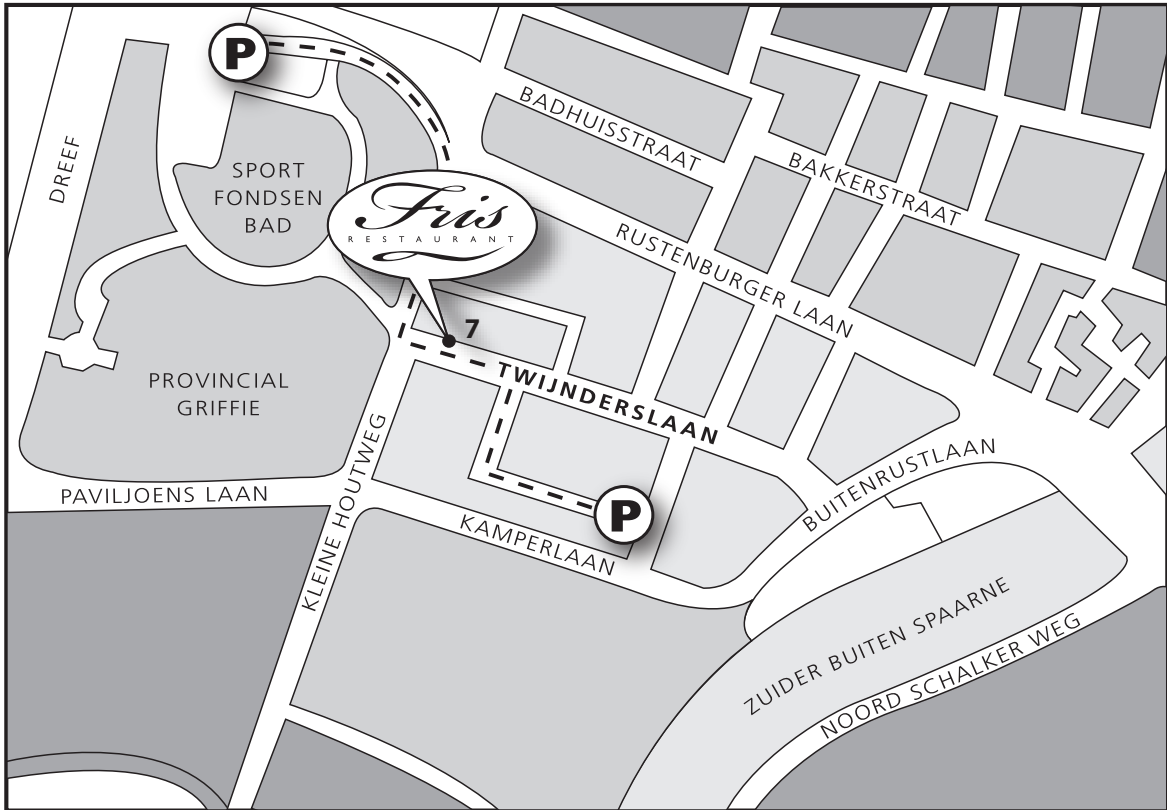 P
DREEF
SPORT
FONDSEN
BAD
BADHUISSTRAAT
BAKKERSTRAAT
Fris
RESTAURANT
RUSTENBURGER LAAN
7
TWIJNDERSLAAN
PROVINCIAL
GRIFFIE
KLEINE HOUTWEG
PAVILJOENS LAAN
P
KAMPERLAAN
BUITENRUSTLAAN
ZUIDER BUITEN SPAARNE
NOORD SCHALKER WEG